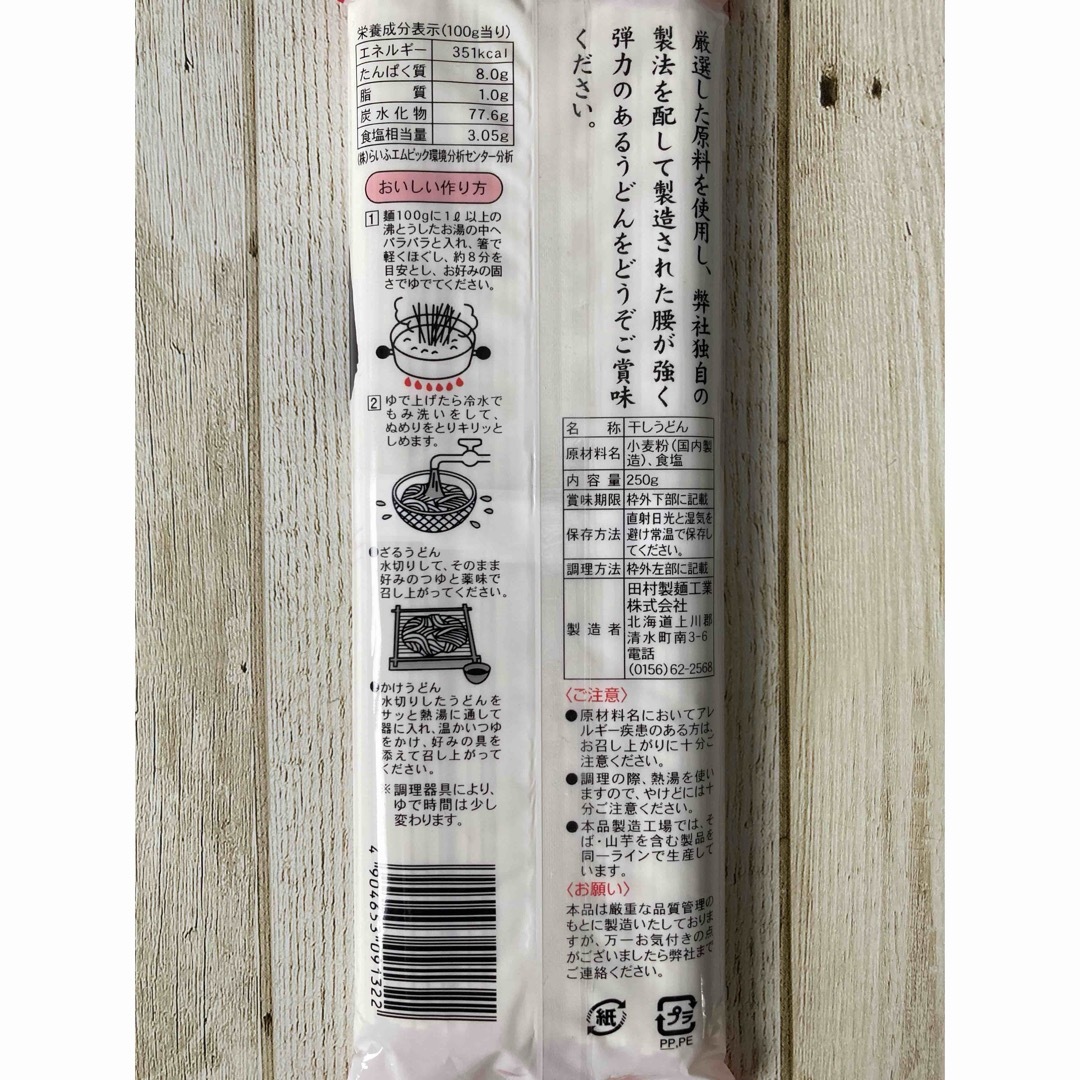 厳選した原料を使用し、弊社独自の
製法を配して製造された腰が強く
弾力のあるうどんをどうぞご賞味
ください。
栄養成分表示(100g当り)
エネルギー 351kcal
たんぱく質 8.0g
脂質 1.0g
炭水化物 77.6g
食塩相当量 3.05g
(株)らいふエムビック環境分析センター分析
おいしい作り方
1 麺100gに1ℓ以上の
沸とうしたお湯の中へ
バラバラと入れ、箸で
軽くほぐし、約8分を
目安とし、お好みの固
さでゆでてください。
2 ゆで上げたら冷水で
もみ洗いをして、
ぬめりをとりキリッと
しめます。
ざるうどん
水切りして、そのまま
好みのつゆと薬味で
召し上がってください。
かけうどん
水切りしたうどんを
サッと熱湯に通して
器に入れ、温かいつゆ
をかけ、好みの具を
添えて召し上がって
ください。
※調理器具により、
ゆで時間は少し
変わります。
4 904653 091322
名称 干しうどん
原材料名 小麦粉(国内製
造)、食塩
内容量 250g
賞味期限 枠外下部に記載
保存方法 直射日光と湿気を
避け常温で保存し
てください。
調理方法 枠外左部に記載
製造者 田村製麺工業
株式会社
北海道上川郡
清水町南3-6
電話
(0156)62-2568
〈ご注意〉
●原材料名においてアレ
ルギー疾患のある方は、
お召し上がりに十分ご
注意ください。
●調理の際、熱湯を使い
ますので、やけどには十
分ご注意ください。
●本品製造工場では、そ
ば・山芋を含む製品を
同一ラインで生産して
います。
〈お願い〉
本品は厳重な品質管理の
もとに製造いたしておりま
すが、万一お気付きの点
がございましたら弊社まで
ご連絡ください。
紙
プラ
PP,PE